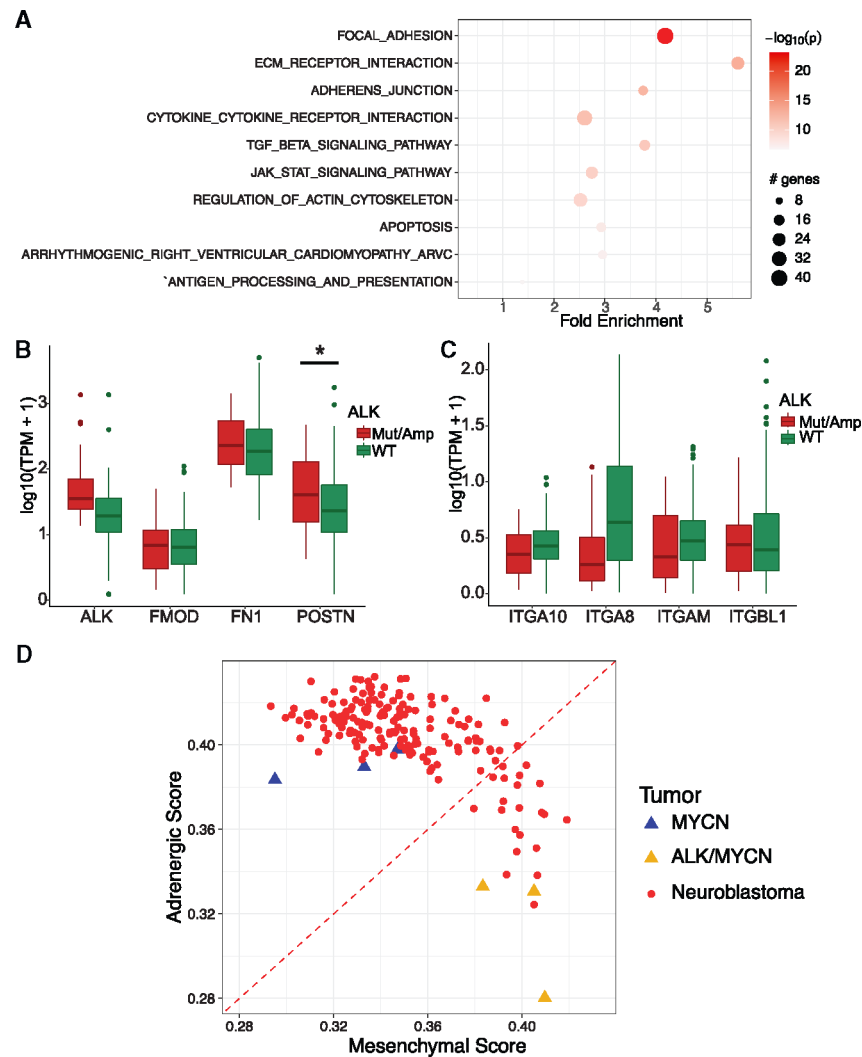 A
FOCAL_ADHESION
ECM_RECEPTOR_INTERACTION
ADHERENS_JUNCTION
CYTOKINE_CYTOKINE_RECEPTOR_INTERACTION
TGF_BETA_SIGNALING_PATHWAY
JAK_STAT_SIGNALING_PATHWAY
REGULATION_OF_ACTIN_CYTOSKELETON
APOPTOSIS
ARRHYTHMOGENIC_RIGHT_VENTRICULAR_CARDIOMYOPATHY_ARVC
`ANTIGEN_PROCESSING_AND_PRESENTATION
1 2 3 4 5
Fold Enrichment
−log10(p)
20
15
10
# genes
8
16
24
32
40
B
log10(TPM + 1)
3
2
1
0
*
ALK
Mut/Amp
WT
ALK FMOD FN1 POSTN
C
log10(TPM + 1)
2.0
1.5
1.0
0.5
0.0
ALK
Mut/Amp
WT
ITGA10 ITGA8 ITGAM ITGBL1
D
Adrenergic Score
0.40
0.36
0.32
0.28
0.28 0.32 0.36 0.40
Mesenchymal Score
Tumor
MYCN
ALK/MYCN
Neuroblastoma